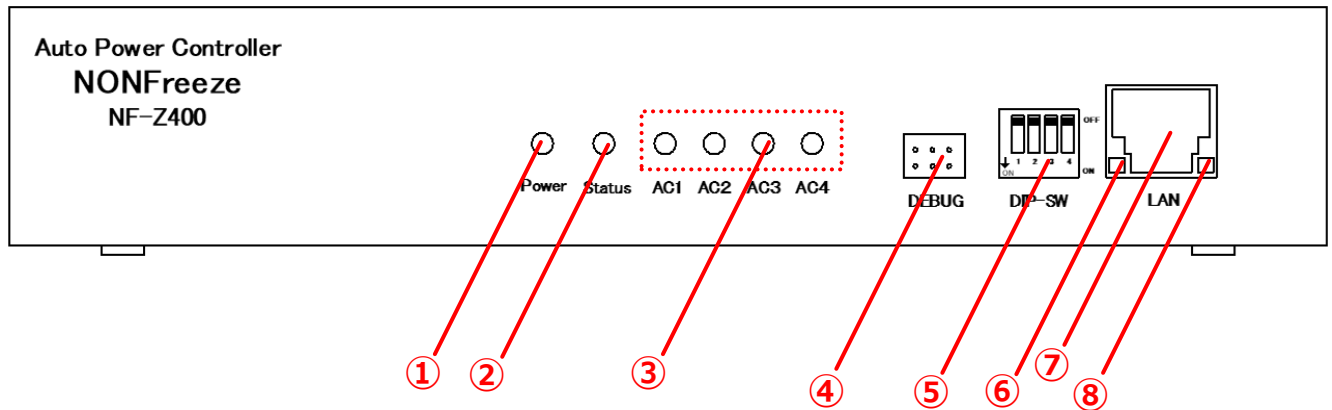 Auto Power Controller
NONFreeze
NF-Z400
Power
Status
AC1
AC2
AC3
AC4
DEBUG
OFF
1 2 3 4
ON
ON
DIP-SW
LAN
①
②
③
④
⑤
⑥
⑦
⑧